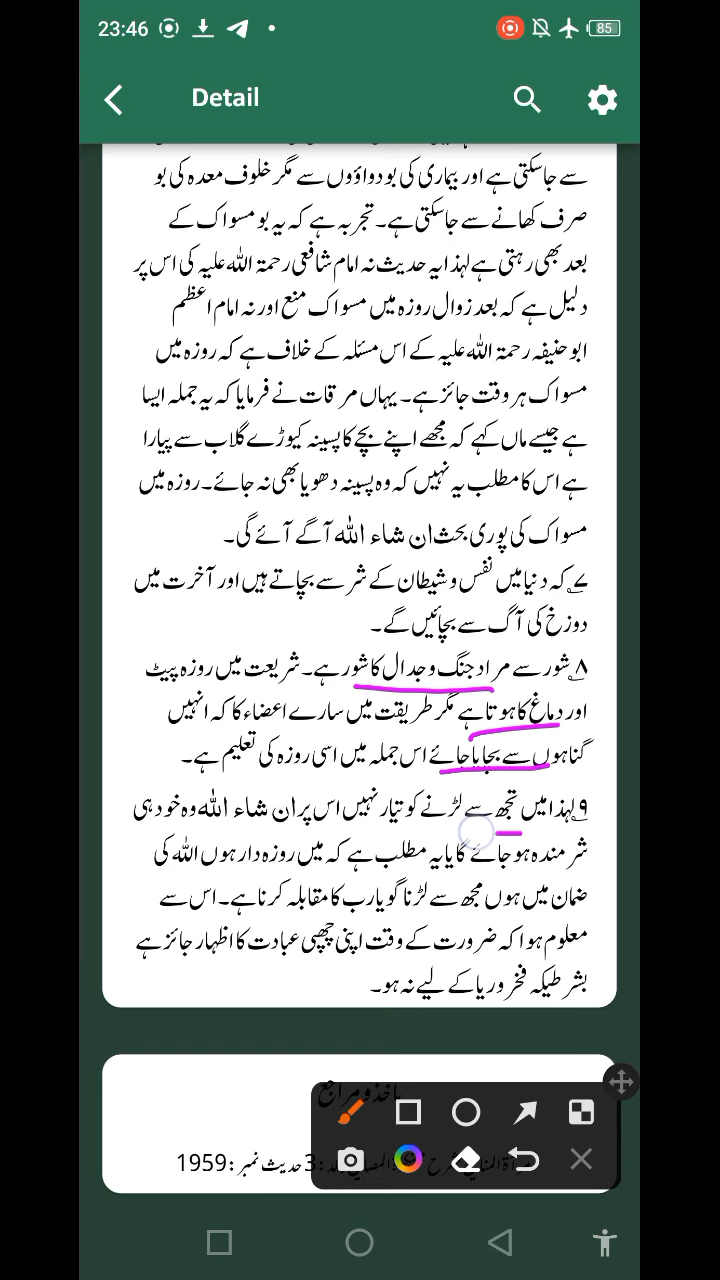 23:46
85
Detail
سے جاسکتی ہے اور بیماری کی بو دواؤوں سے مگر خلوف معدہ کی بو
صرف کھانے سے جاسکتی ہے۔ تجربہ ہے کہ یہ بو مسواک کے
بعد بھی رہتی ہے لہذا یہ حدیث نہ امام شافعی رحمۃ اللہ علیہ کی اس پر
دلیل ہے کہ بعد زوال روزہ میں مسواک منع اور نہ امام اعظم
ابو حنیفہ رحمۃ اللہ علیہ کے اس مسئلہ کے خلاف ہے کہ روزہ میں
مسواک ہر وقت جائز ہے۔ یہاں مرقات نے فرمایا کہ یہ جملہ ایسا
ہے جیسے ماں کہے کہ مجھے اپنے بچے کا پسینہ کیوڑے گلاب سے پیارا
ہے اس کا مطلب یہ نہیں کہ وہ پسینہ دھویا بھی نہ جائے۔ روزہ میں
مسواک کی پوری بحث ان شاء اللہ آگے آئے گی۔
۷؎ کہ دنیا میں نفس و شیطان کے شر سے بچاتے ہیں اور آخرت میں
دوزخ کی آگ سے بچائیں گے۔
۸؎ شور سے مراد جنگ و جدال کا شور ہے۔ شریعت میں روزہ پیٹ
اور دماغ کا ہوتا ہے مگر طریقت میں سارے اعضاء کا کہ انہیں
گناہوں سے بچایا جائے اس جملہ میں اسی روزہ کی تعلیم ہے۔
۹؎ لہذا میں تجھ سے لڑنے کو تیار نہیں اس پر ان شاء اللہ وہ خود ہی
شرمندہ ہو جائے گا یا یہ مطلب ہے کہ میں روزہ دار ہوں اللہ کی
ضمان میں ہوں مجھ سے لڑنا گویا رب کا مقابلہ کرنا ہے۔ اس سے
معلوم ہوا کہ ضرورت کے وقت اپنی چھپی عبادت کا اظہار جائز ہے
بشرطیکہ فخر و ریا کے لیے نہ ہو۔
ماخذ و مراجع
3 حدیث نمبر: 1959